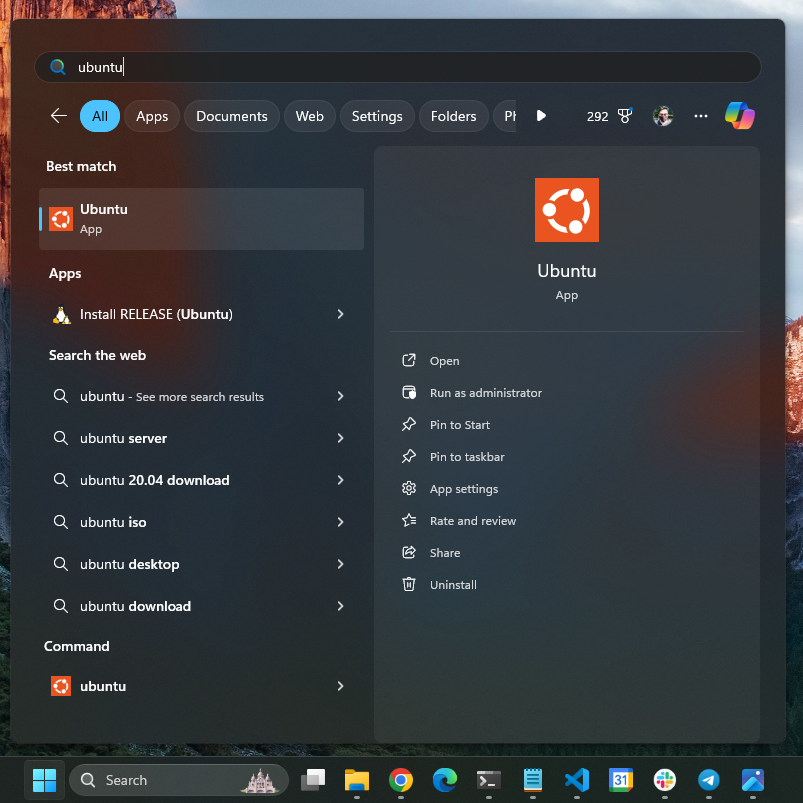 ubuntu
All Apps Documents Web Settings Folders Ph 292
Best match
Ubuntu
App
Apps
Install RELEASE (Ubuntu)
Search the web
ubuntu - See more search results
ubuntu server
ubuntu 20.04 download
ubuntu iso
ubuntu desktop
ubuntu download
Command
ubuntu
Ubuntu
App
Open
Run as administrator
Pin to Start
Pin to taskbar
App settings
Rate and review
Share
Uninstall
Search
31